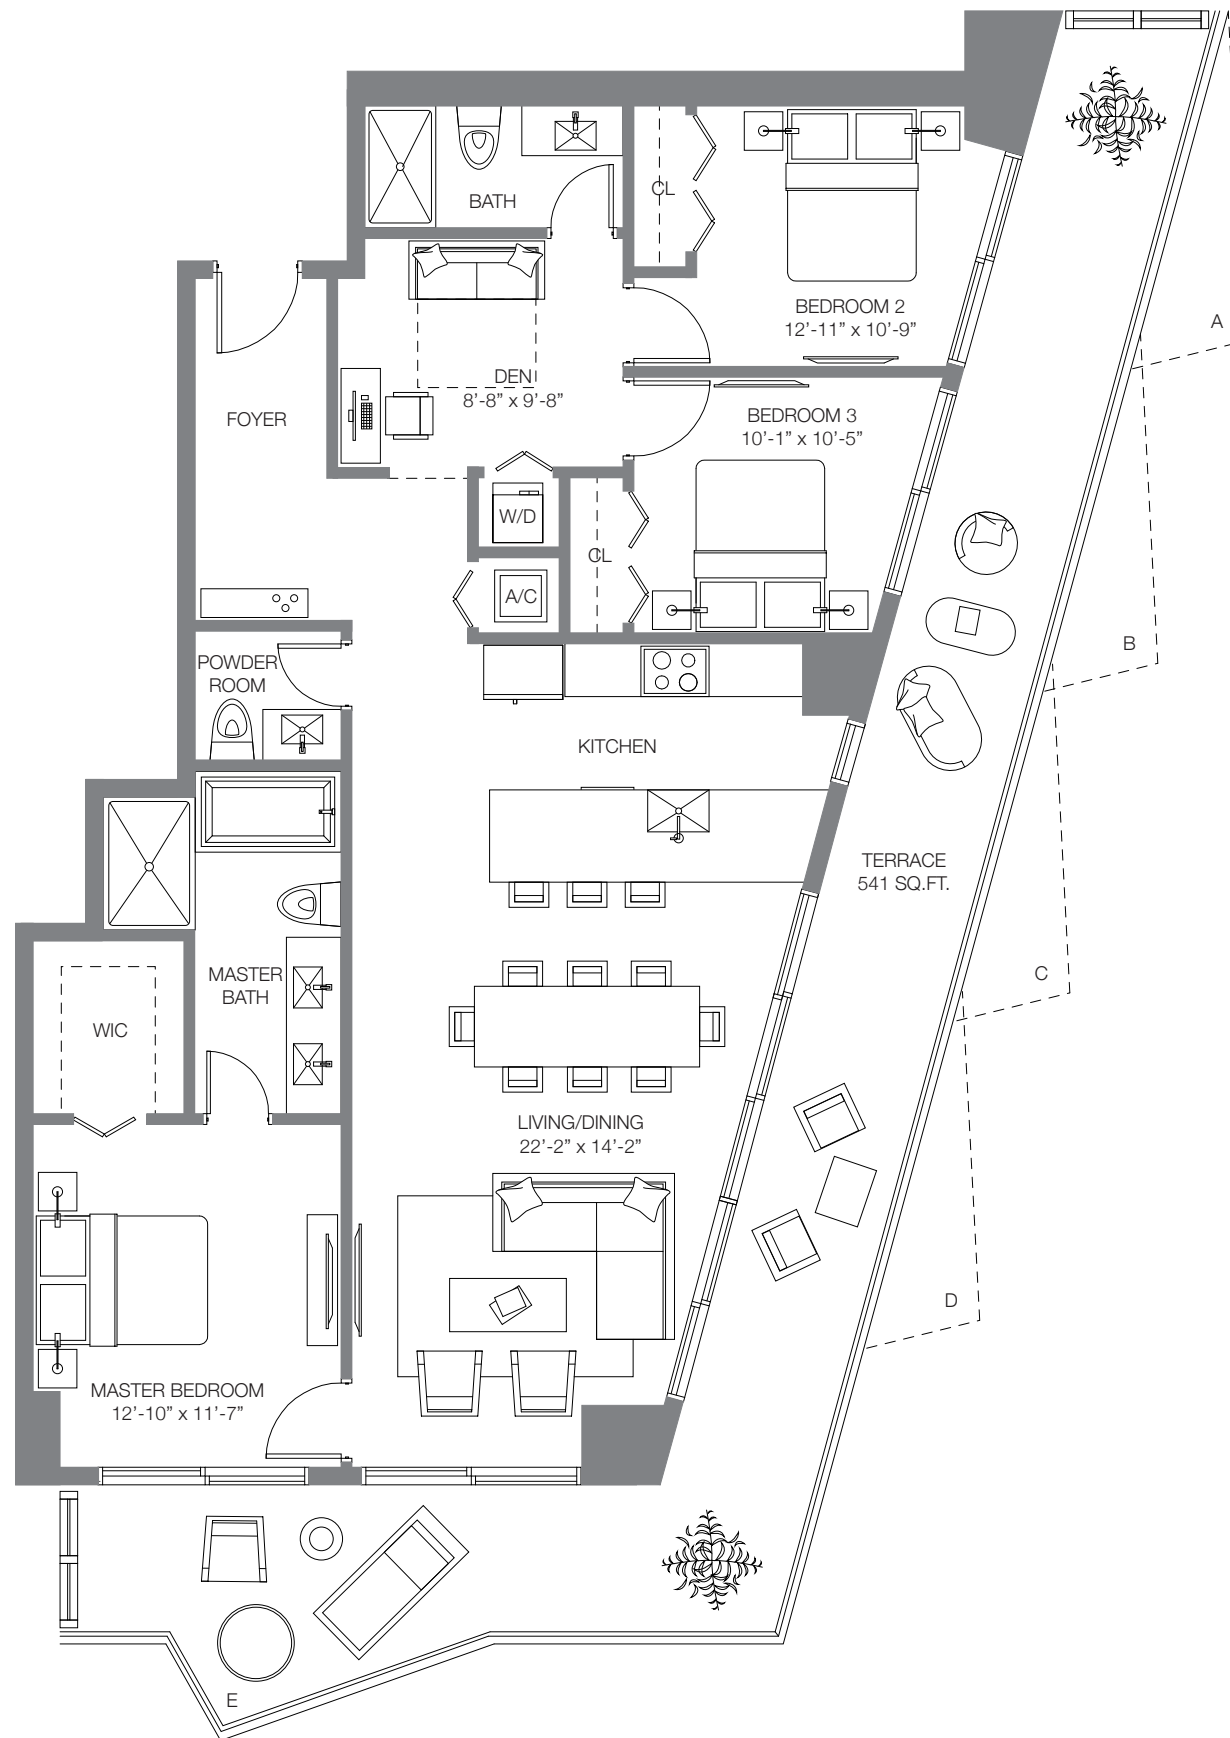 BATH
CL
BEDROOM 2
12’-11” x 10’-9”
A
DEN
8’-8” x 9’-8”
FOYER
BEDROOM 3
10’-1” x 10’-5”
W/D
CL
A/C
B
POWDER
ROOM
KITCHEN
TERRACE
541 SQ.FT.
MASTER
BATH
C
WIC
LIVING/DINING
22’-2” x 14’-2”
D
MASTER BEDROOM
12’-10” x 11’-7”
E